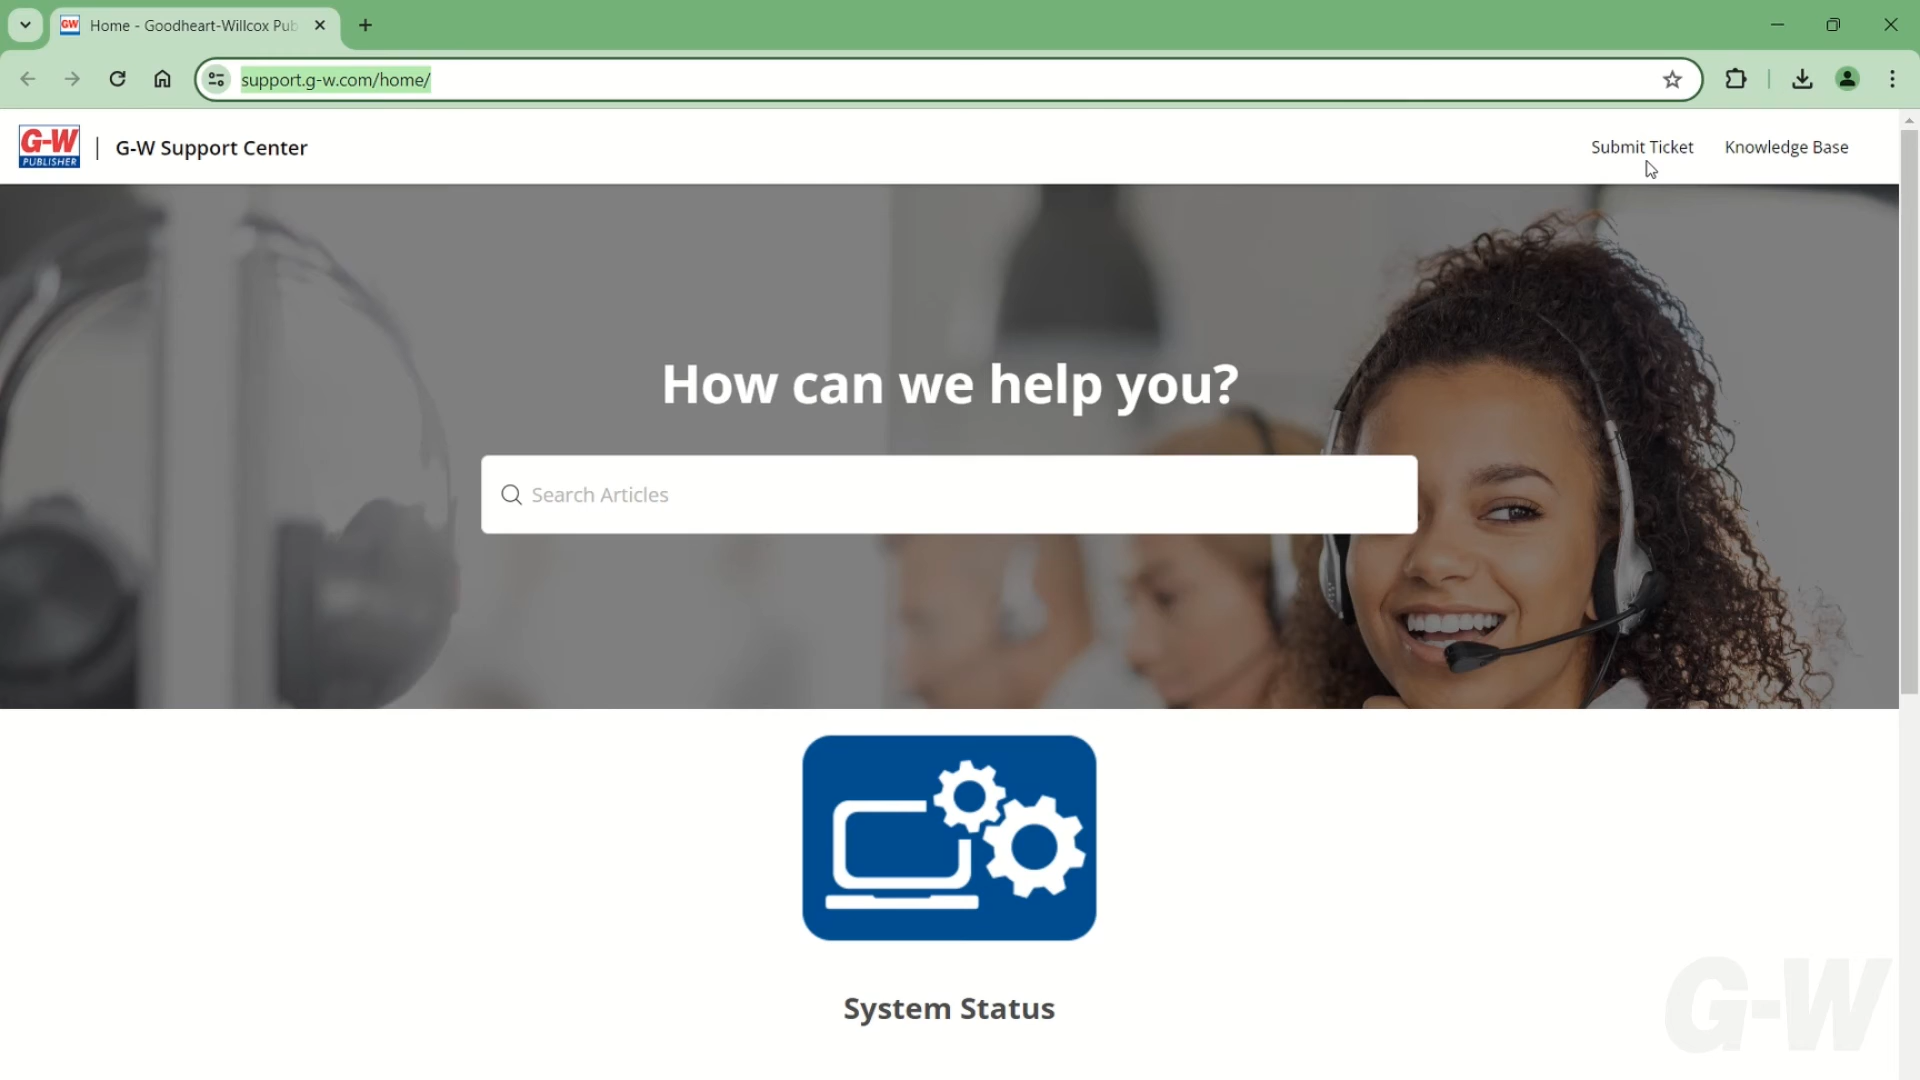 GW Home - Goodheart-Willcox Pub
support.g-w.com/home/
G-W
PUBLISHER
G-W Support Center
Submit Ticket
Knowledge Base
How can we help you?
Search Articles
System Status
G-W